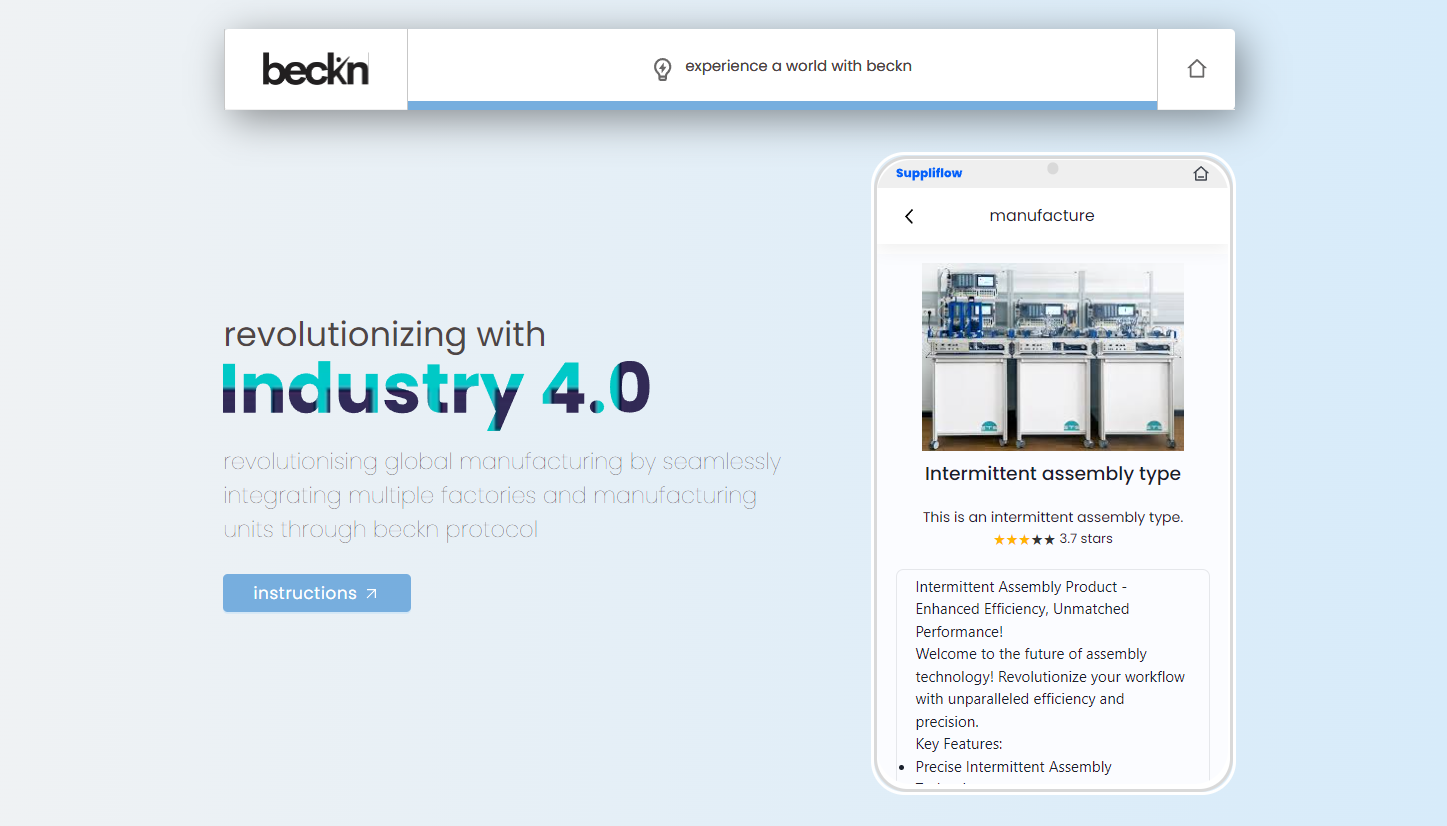 beckn
experience a world with beckn
revolutionizing with
Industry 4.0
revolutionising global manufacturing by seamlessly
integrating multiple factories and manufacturing
units through beckn protocol
instructions
Suppliflow
manufacture
Intermittent assembly type
This is an intermittent assembly type.
3.7 stars
Intermittent Assembly Product -
Enhanced Efficiency, Unmatched
Performance!
Welcome to the future of assembly
technology! Revolutionize your workflow
with unparalleled efficiency and
precision.
Key Features:
Precise Intermittent Assembly